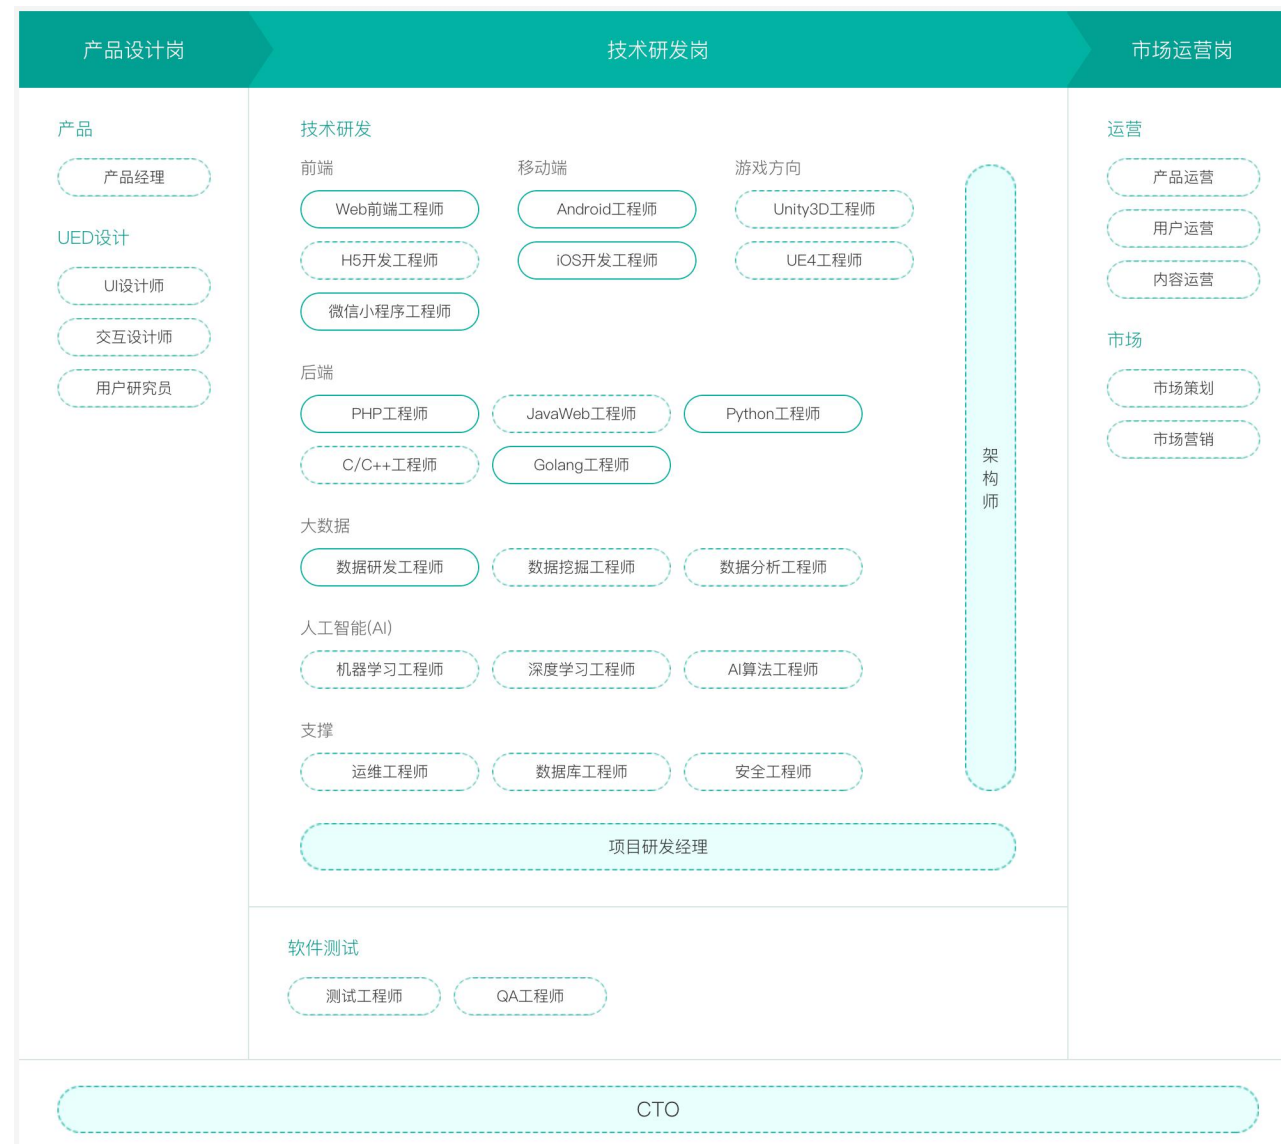 产品设计岗
技术研发岗
市场运营岗
产品
产品经理
UED设计
UI设计师
交互设计师
用户研究员
技术研发
前端
移动端
游戏方向
Web前端工程师
Android工程师
Unity3D工程师
H5开发工程师
iOS开发工程师
UE4工程师
微信小程序工程师
后端
PHP工程师
JavaWeb工程师
Python工程师
C/C++工程师
Golang工程师
大数据
数据研发工程师
数据挖掘工程师
数据分析工程师
人工智能(AI)
机器学习工程师
深度学习工程师
AI算法工程师
支撑
运维工程师
数据库工程师
安全工程师
架构师
项目研发经理
软件测试
测试工程师
QA工程师
运营
产品运营
用户运营
内容运营
市场
市场策划
市场营销
CTO